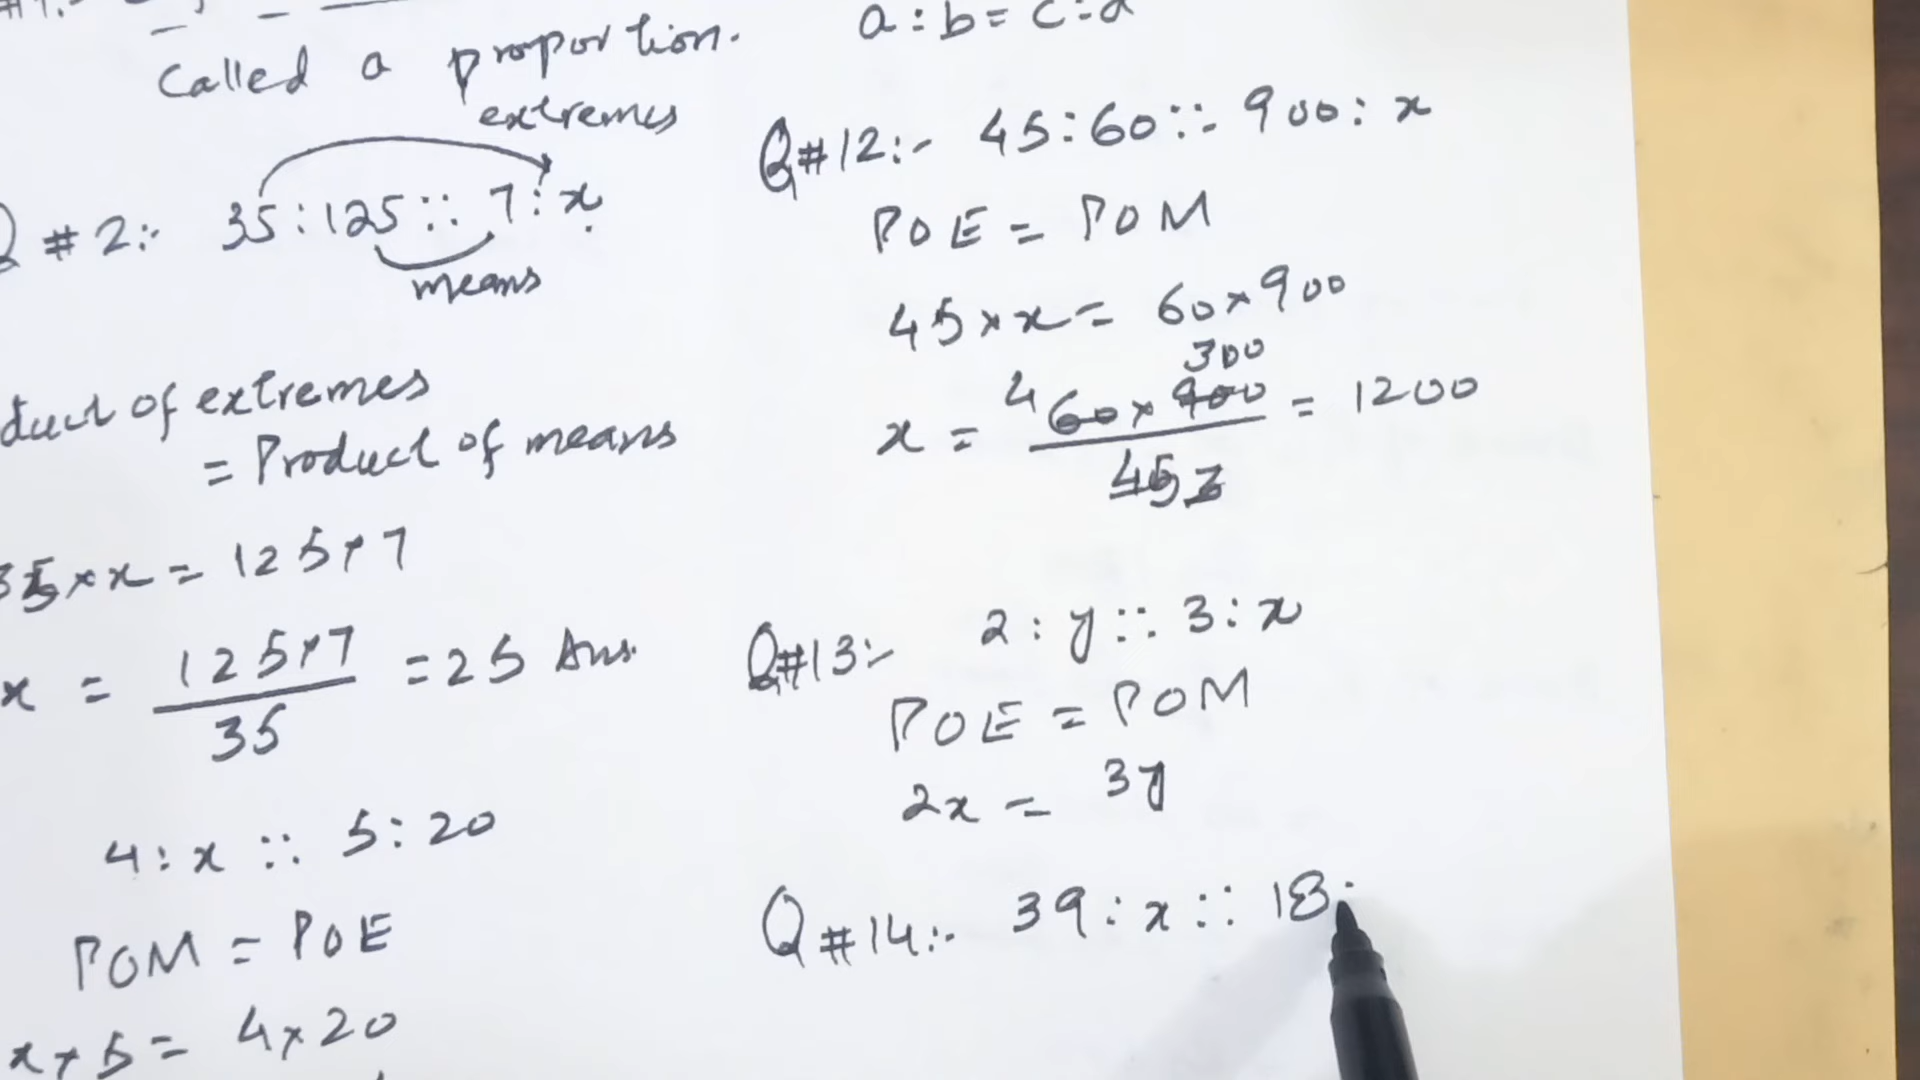 Called a proportion.
extremes
Q # 2:- 35 : 125 :: 7 : x
means
duct of extremes
= Product of means
35 × x = 125 × 7
x = 125 × 7 / 35 = 25 Ans.
4 : x :: 5 : 20
POM = POE
x × 5 = 4 × 20
a : b = c : d
Q # 12:- 45 : 60 :: 900 : x
POE = POM
45 × x = 60 × 900
300
x = 4 60 × 900 / 45 3 = 1200
Q # 13:- 2 : y :: 3 : x
POE = POM
2x = 3y
Q # 14:- 39 : x :: 18 :